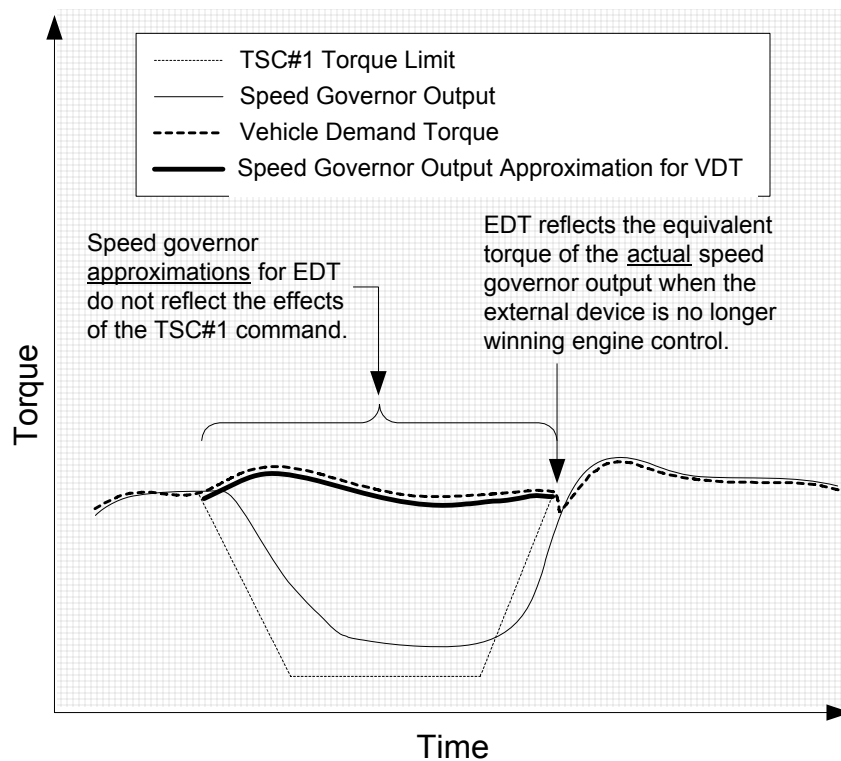 TSC#1 Torque Limit
Speed Governor Output
Vehicle Demand Torque
Speed Governor Output Approximation for VDT
Speed governor
approximations for EDT
do not reflect the effects
of the TSC#1 command.
EDT reflects the equivalent
torque of the actual speed
governor output when the
external device is no longer
winning engine control.
Torque
Time